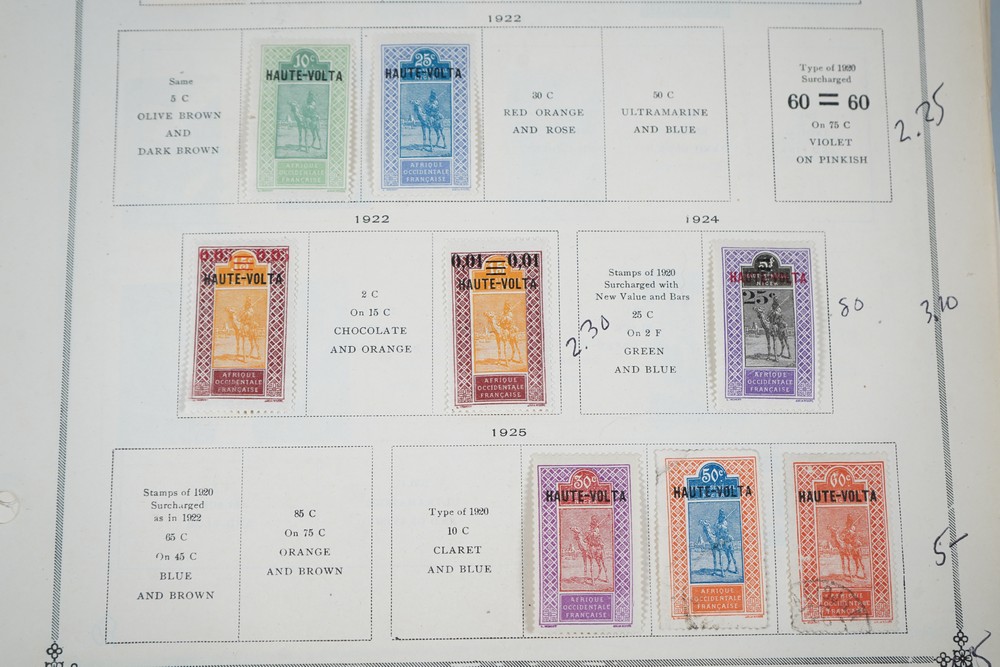 1922
Same
5 C
OLIVE BROWN
AND
DARK BROWN
10c
HAUTE-VOLTA
AFRIQUE
OCCIDENTALE
FRANÇAISE
25c
HAUTE-VOLTA
AFRIQUE
OCCIDENTALE
FRANÇAISE
30 C
RED ORANGE
AND ROSE
50 C
ULTRAMARINE
AND BLUE
Type of 1920
Surcharged
60 = 60
On 75 C
VIOLET
ON PINKISH
2.25
1922
HAUTE-VOLTA
AFRIQUE
OCCIDENTALE
FRANÇAISE
2 C
On 15 C
CHOCOLATE
AND ORANGE
0,01 = 0,01
HAUTE-VOLTA
AFRIQUE
OCCIDENTALE
FRANÇAISE
2.30
1924
Stamps of 1920
Surcharged with
New Value and Bars
25 C
On 2 F
GREEN
AND BLUE
HAUTE-VOLTA
25c
AFRIQUE
OCCIDENTALE
FRANÇAISE
80
3.10
1925
Stamps of 1920
Surcharged
as in 1922
65 C
On 45 C
BLUE
AND BROWN
85 C
On 75 C
ORANGE
AND BROWN
Type of 1920
10 C
CLARET
AND BLUE
30c
HAUTE-VOLTA
AFRIQUE
OCCIDENTALE
FRANÇAISE
50c
HAUTE-VOLTA
AFRIQUE
OCCIDENTALE
FRANÇAISE
60c
HAUTE-VOLTA
AFRIQUE
OCCIDENTALE
FRANÇAISE
5-